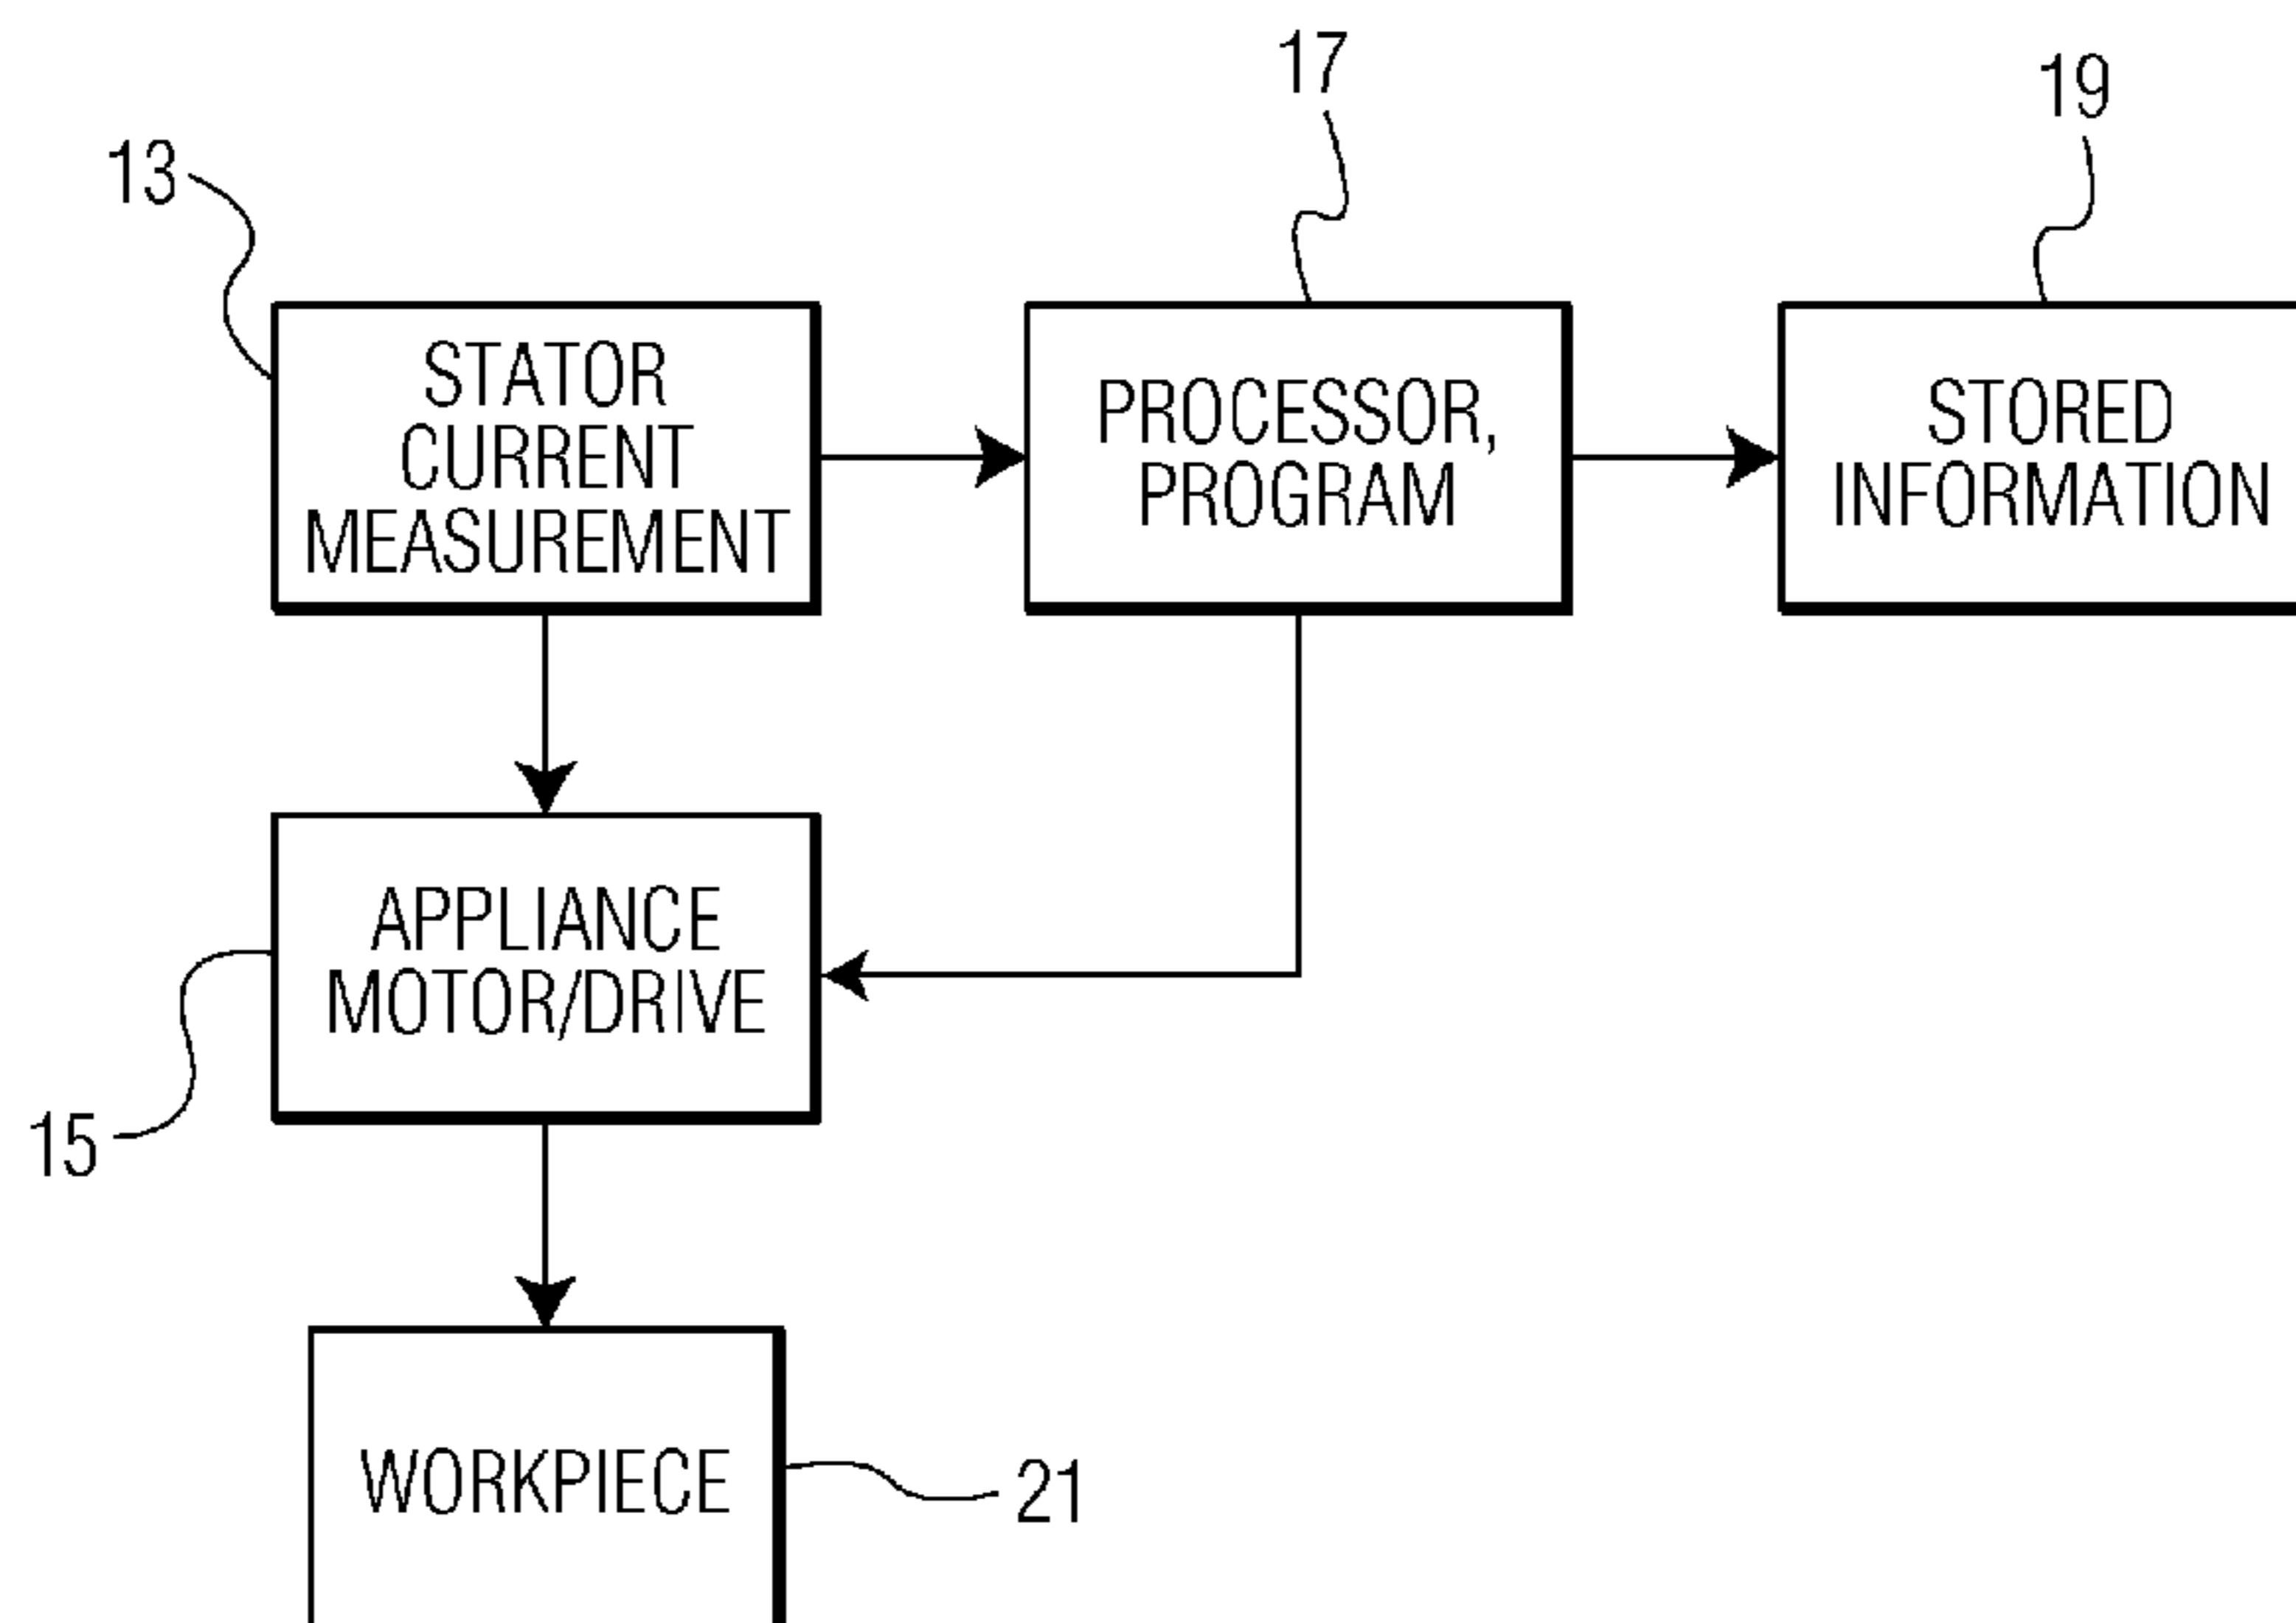 17
19
13
STATOR
CURRENT
MEASUREMENT
PROCESSOR,
PROGRAM
STORED
INFORMATION
APPLIANCE
MOTOR/DRIVE
15
WORKPIECE
21